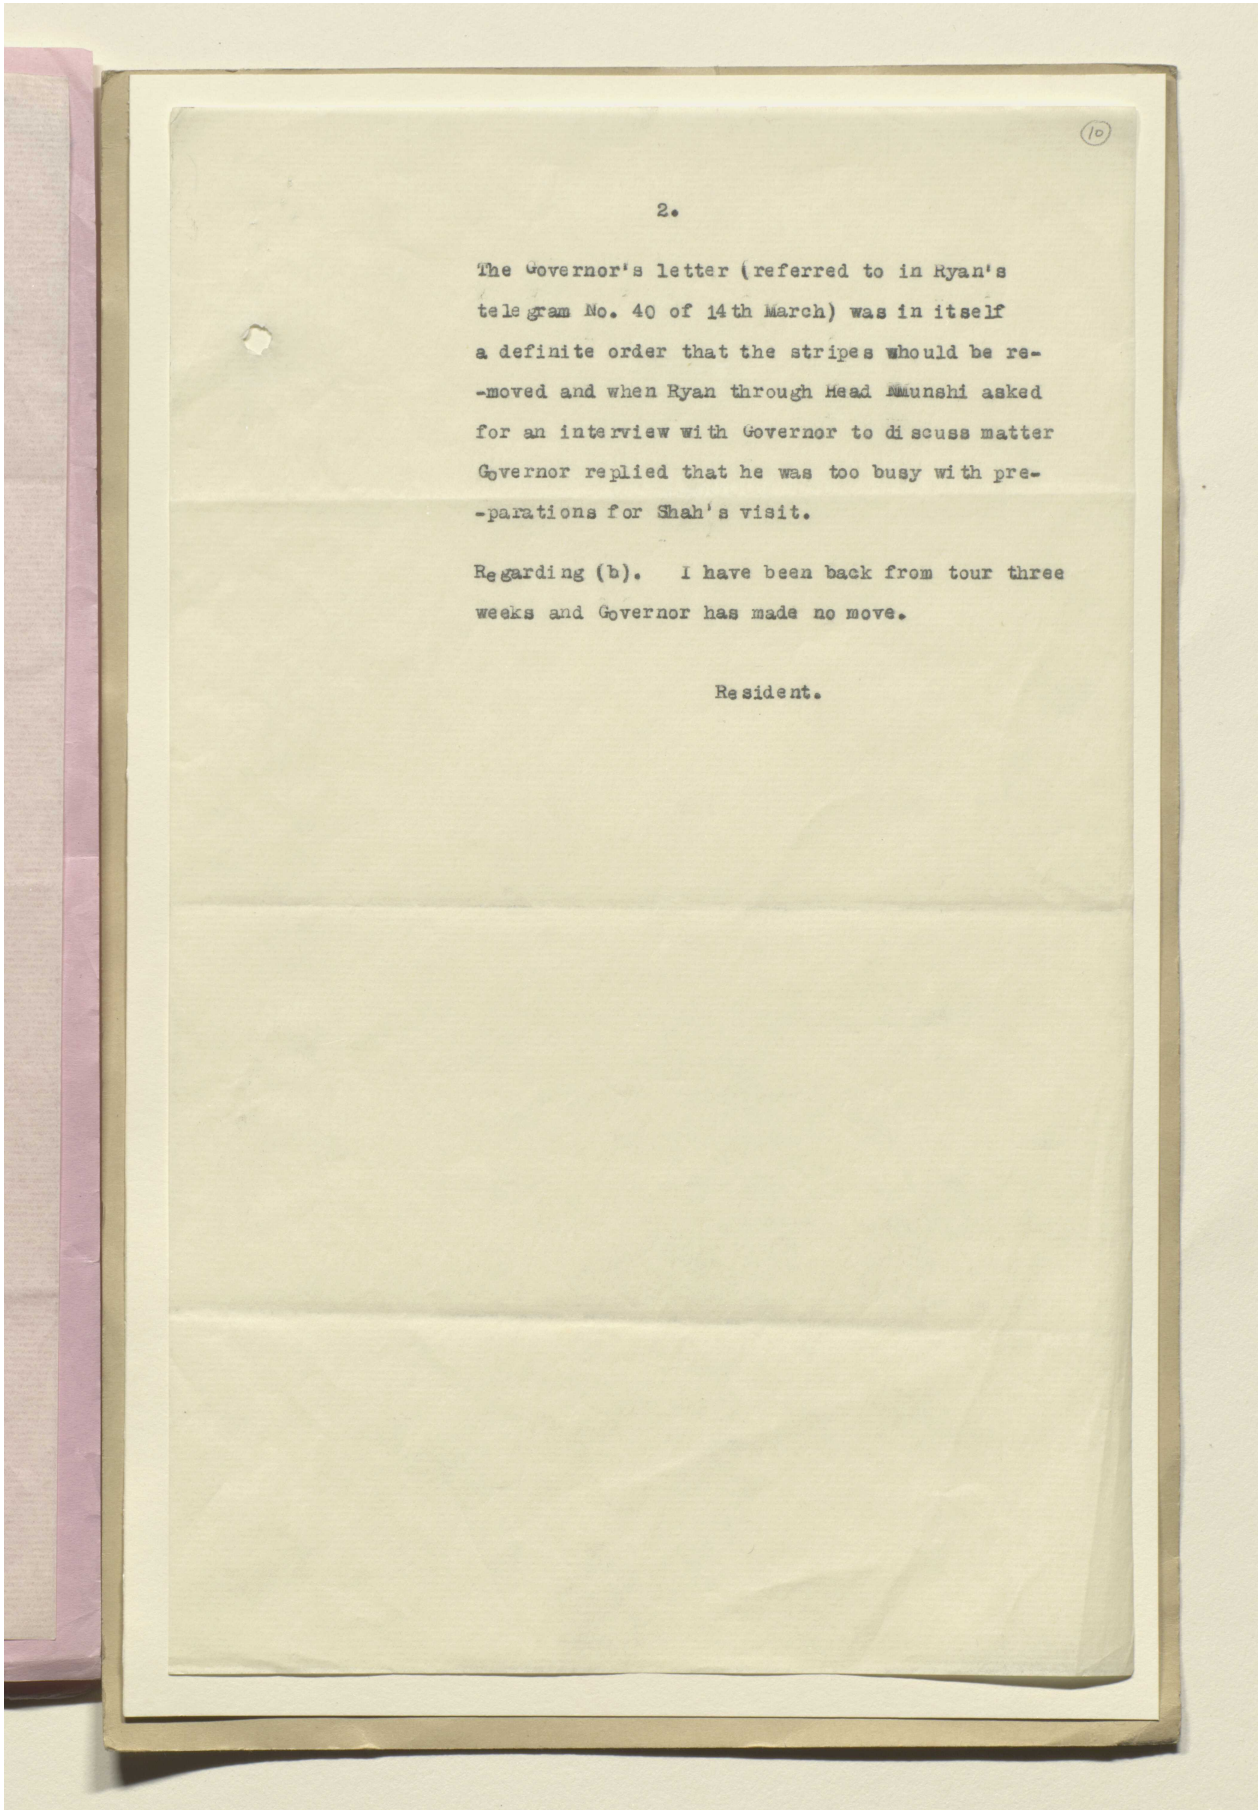 10
2.
The Governor's letter (referred to in Ryan's
telegram No. 40 of 14th March) was in itself
a definite order that the stripes whould be re-
-moved and when Ryan through Head MMunshi asked
for an interview with Governor to discuss matter
Governor replied that he was too busy with pre-
-parations for Shah's visit.
Regarding (b). I have been back from tour three
weeks and Governor has made no move.
Resident.